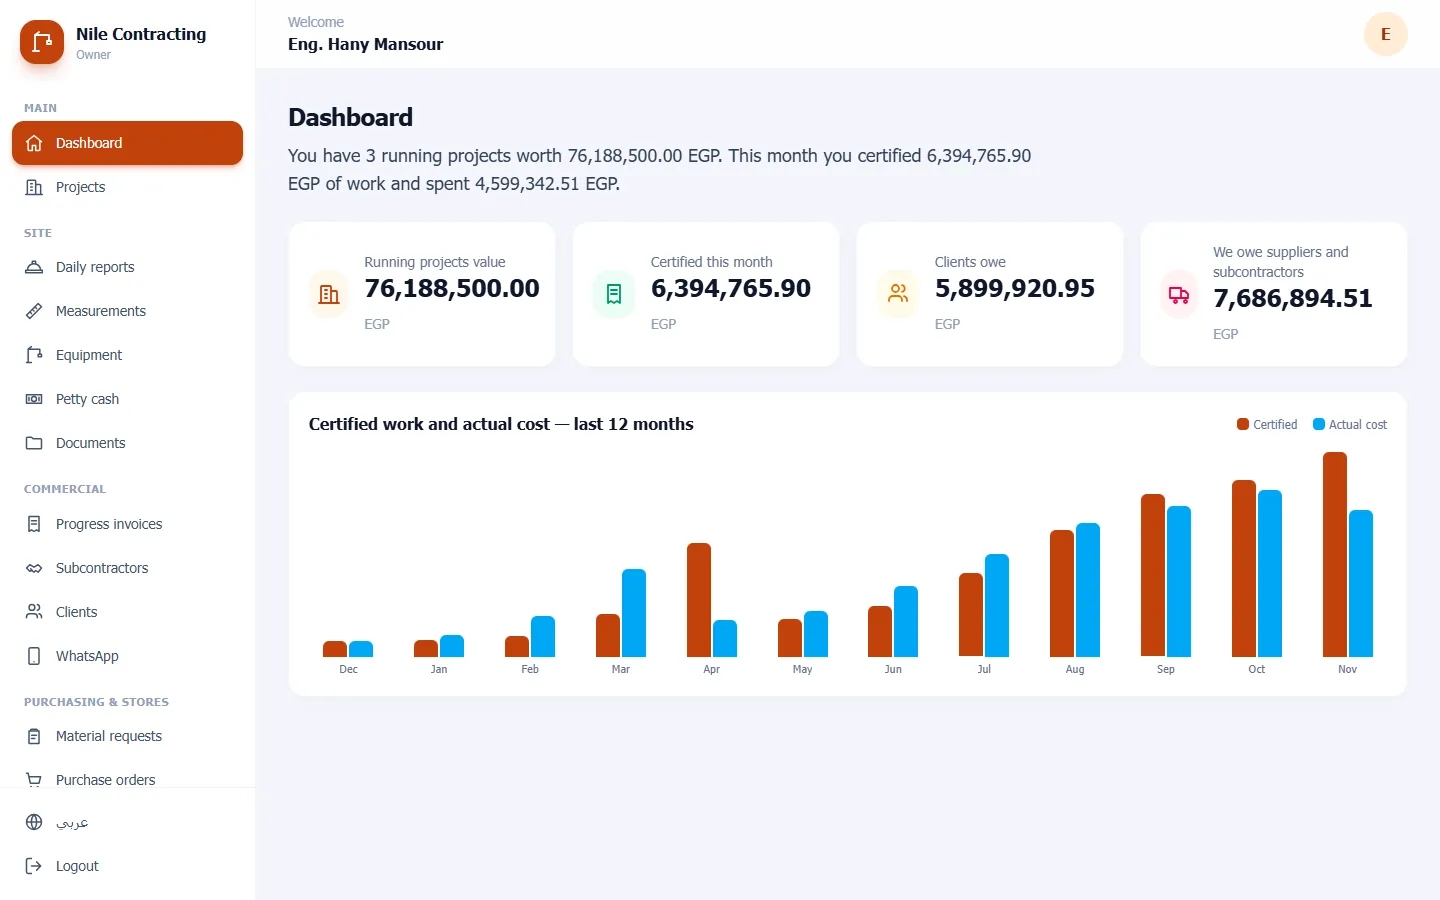 Nile Contracting
Owner
MAIN
Dashboard
Projects
SITE
Daily reports
Measurements
Equipment
Petty cash
Documents
COMMERCIAL
Progress invoices
Subcontractors
Clients
WhatsApp
PURCHASING & STORES
Material requests
Purchase orders
عربي
Logout
Welcome
Eng. Hany Mansour
E
Dashboard
You have 3 running projects worth 76,188,500.00 EGP. This month you certified 6,394,765.90
EGP of work and spent 4,599,342.51 EGP.
Running projects value
76,188,500.00
EGP
Certified this month
6,394,765.90
EGP
Clients owe
5,899,920.95
EGP
We owe suppliers and
subcontractors
7,686,894.51
EGP
Certified work and actual cost — last 12 months
Certified Actual cost
Dec Jan Feb Mar Apr May Jun Jul Aug Sep Oct Nov